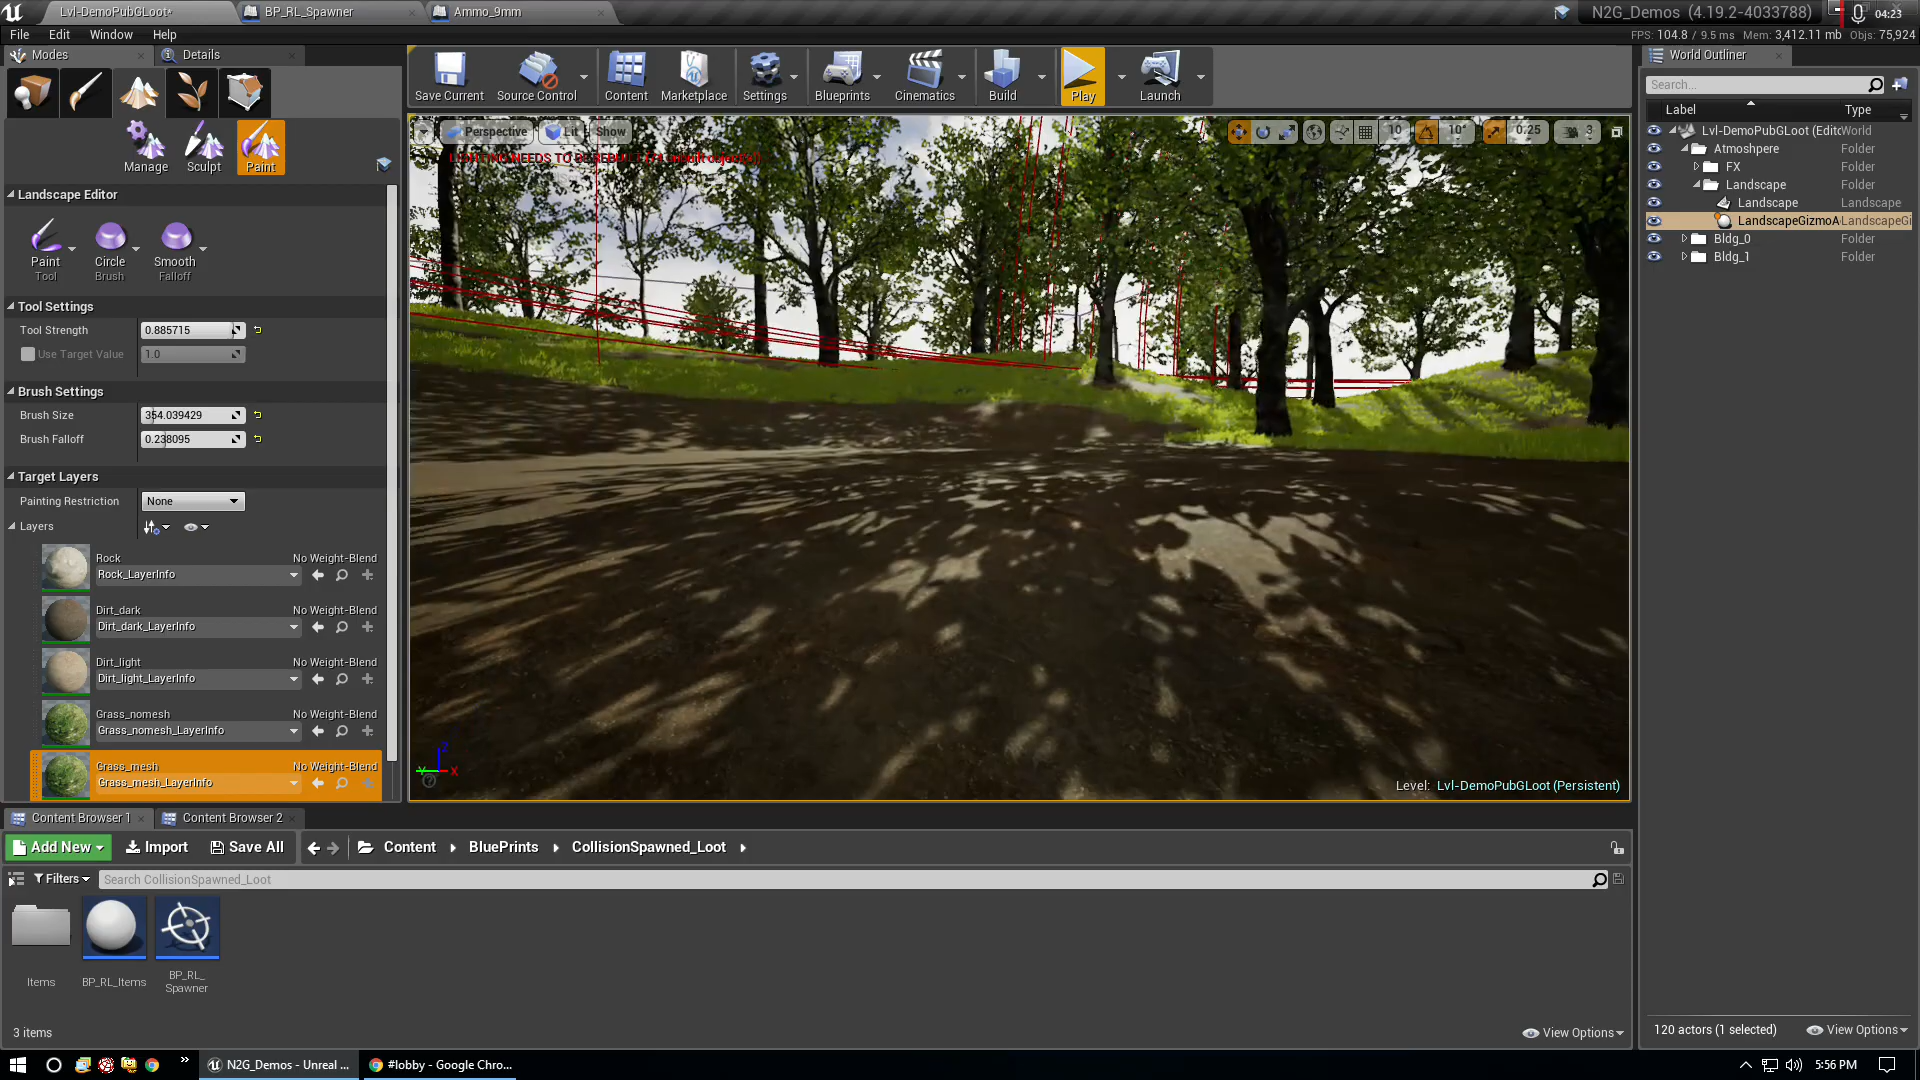 Lvl-DemoPubGLoot*
BP_RL_Spawner
Ammo_9mm
N2G_Demos (4.19.2-4033788)
04:23
File
Edit
Window
Help
FPS: 104.8 / 9.5 ms
Mem: 3,412.11 mb
Objs: 75,924
Modes
Details
Save Current
Source Control
Content
Marketplace
Settings
Blueprints
Cinematics
Build
Play
Launch
World Outliner
Search...
Label
Type
Manage
Sculpt
Paint
Perspective
Lit
Show
10
10°
0.25
3
Lvl-DemoPubGLoot (Edito
World
Atmoshpere
Folder
FX
Folder
Landscape
Folder
Landscape
Landscape
LandscapeGizmoA
LandscapeGi
Bldg_0
Folder
Bldg_1
Folder
Landscape Editor
Paint
Tool
Circle
Brush
Smooth
Falloff
Tool Settings
Tool Strength
0.885715
Use Target Value
1.0
Brush Settings
Brush Size
354.039429
Brush Falloff
0.238095
Target Layers
Painting Restriction
None
Layers
Rock
No Weight-Blend
Rock_LayerInfo
Dirt_dark
No Weight-Blend
Dirt_dark_LayerInfo
Dirt_light
No Weight-Blend
Dirt_light_LayerInfo
Grass_nomesh
No Weight-Blend
Grass_nomesh_LayerInfo
Grass_mesh
No Weight-Blend
Grass_mesh_LayerInfo
Z
Y
X
Level: Lvl-DemoPubGLoot (Persistent)
Content Browser 1
Content Browser 2
Add New
Import
Save All
Content
BluePrints
CollisionSpawned_Loot
Filters
Search CollisionSpawned_Loot
Items
BP_RL_Items
BP_RL_
Spawner
3 items
View Options
120 actors (1 selected)
View Options
N2G_Demos - Unreal ...
#lobby - Google Chro...
5:56 PM